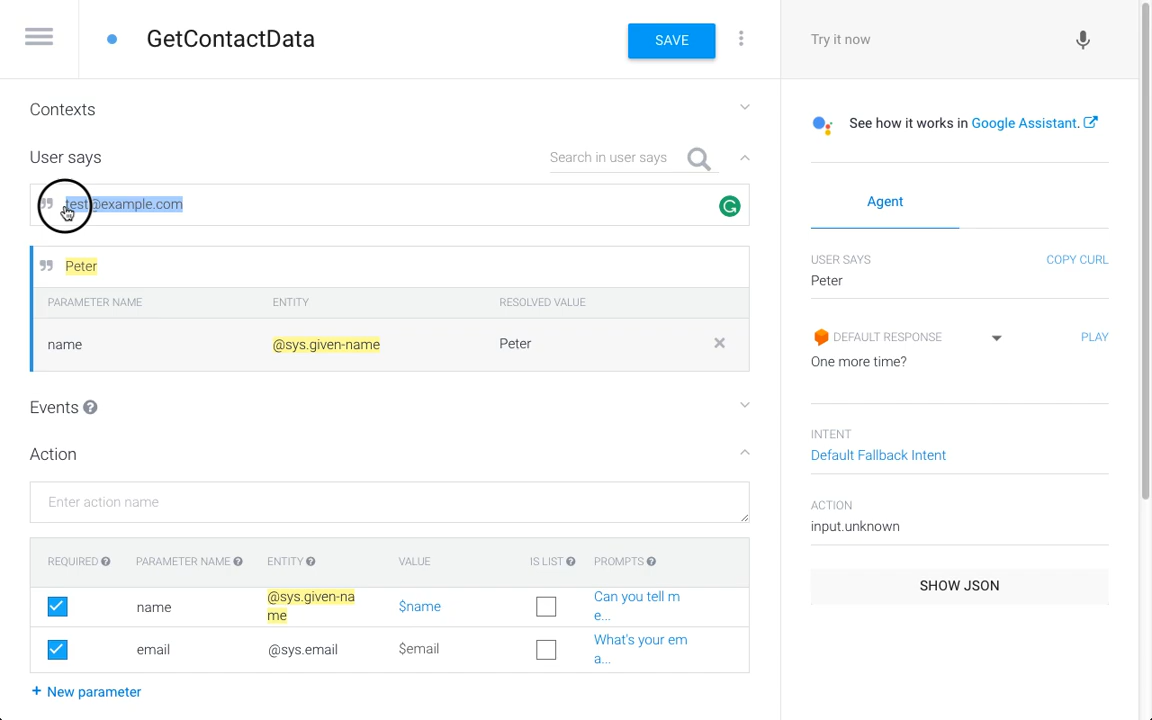 GetContactData
SAVE
Try it now
Contexts
See how it works in Google Assistant.
User says
Search in user says
test@example.com
Agent
Peter
USER SAYS
COPY CURL
Peter
PARAMETER NAME
ENTITY
RESOLVED VALUE
name
@sys.given-name
Peter
DEFAULT RESPONSE
PLAY
One more time?
Events
INTENT
Default Fallback Intent
Action
Enter action name
ACTION
input.unknown
REQUIRED
PARAMETER NAME
ENTITY
VALUE
IS LIST
PROMPTS
SHOW JSON
name
@sys.given-na
me
$name
Can you tell m
e...
email
@sys.email
$email
What's your em
a...
+ New parameter